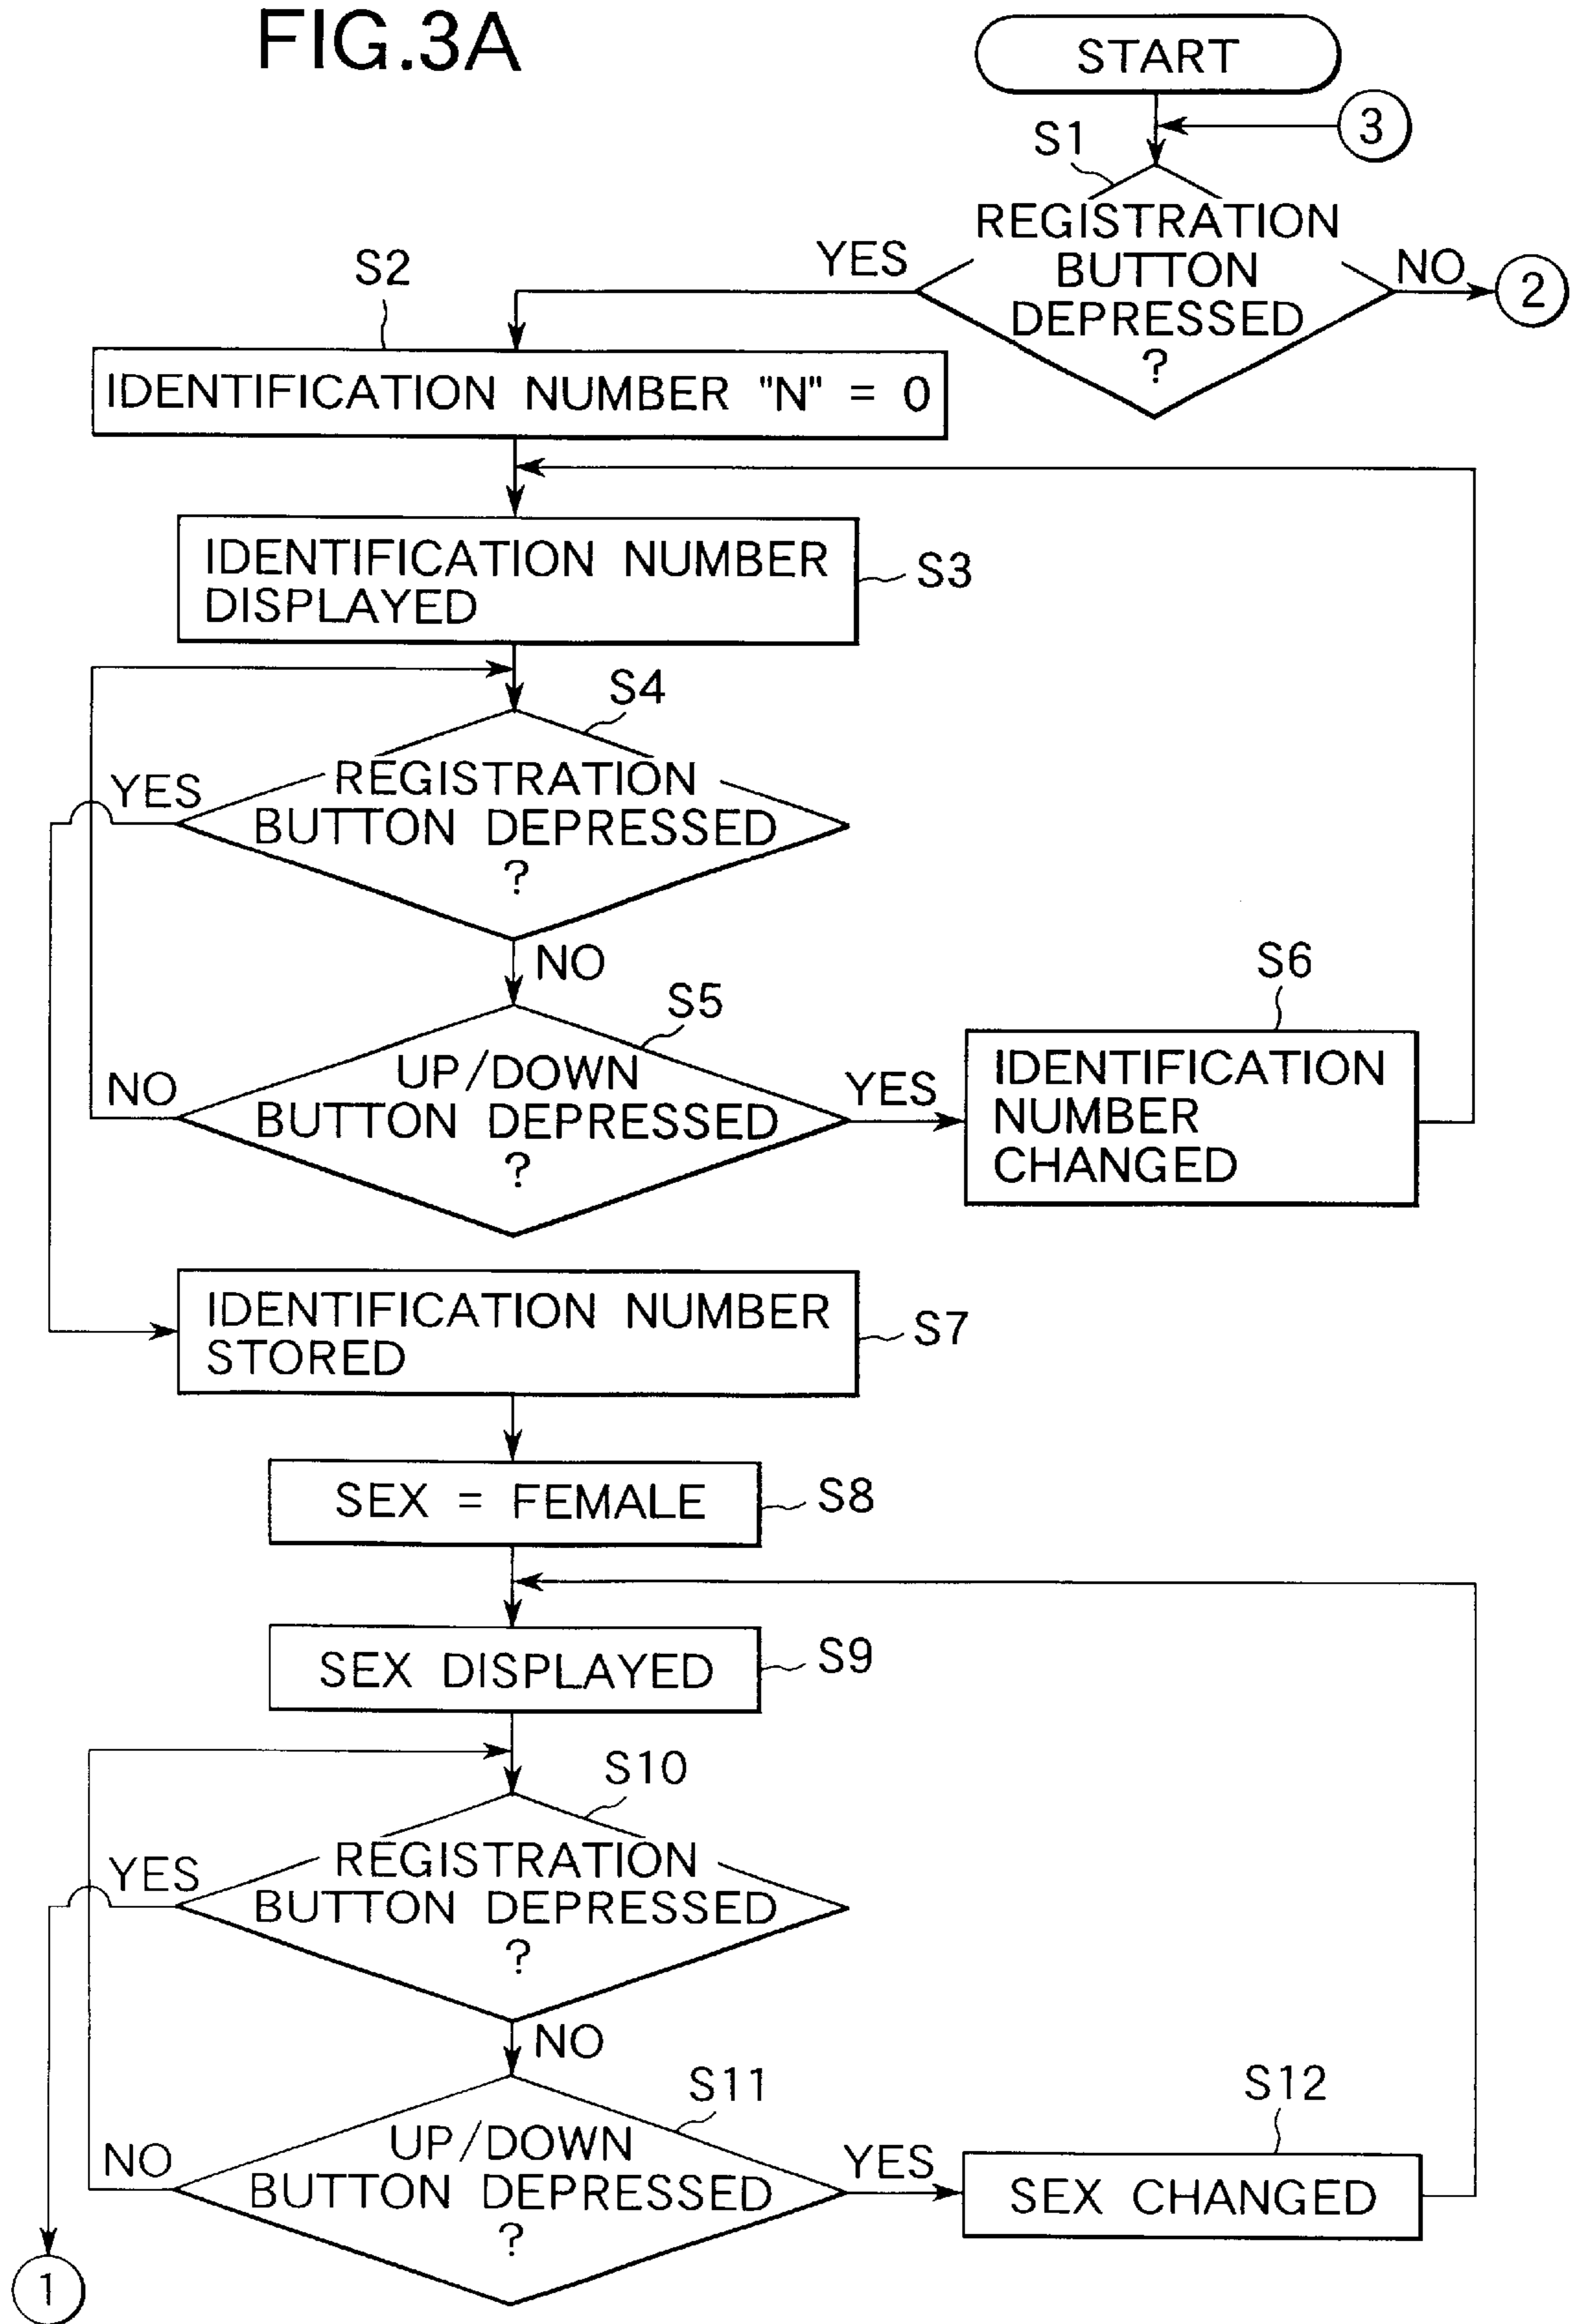 FIG.3A
START
3
S1
REGISTRATION
BUTTON
DEPRESSED
?
YES
NO
2
S2
IDENTIFICATION NUMBER "N" = 0
IDENTIFICATION NUMBER
DISPLAYED
S3
S4
REGISTRATION
BUTTON DEPRESSED
?
YES
NO
S5
UP/DOWN
BUTTON DEPRESSED
?
NO
YES
S6
IDENTIFICATION
NUMBER
CHANGED
IDENTIFICATION NUMBER
STORED
S7
SEX = FEMALE
S8
SEX DISPLAYED
S9
S10
REGISTRATION
BUTTON DEPRESSED
?
YES
NO
S11
UP/DOWN
BUTTON DEPRESSED
?
NO
YES
S12
SEX CHANGED
1